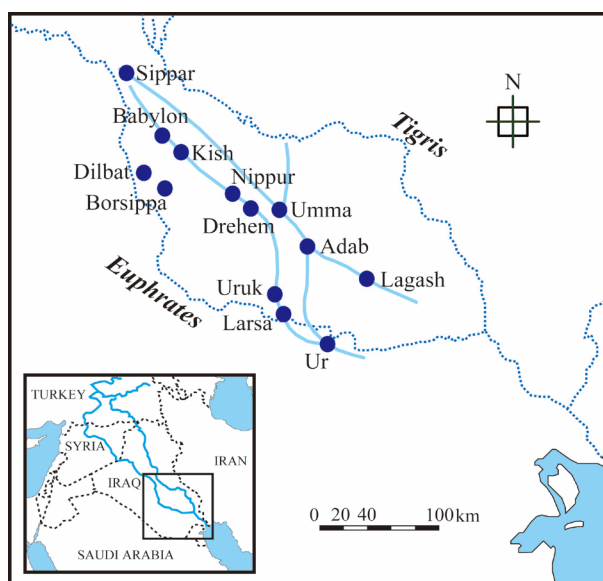 Sippar
N
Babylon
Tigris
Kish
Dilbat
Nippur
Borsippa
Umma
Drehem
Adab
Euphrates
Uruk
Lagash
Larsa
Ur
TURKEY
SYRIA
IRAN
IRAQ
SAUDI ARABIA
0 20 40 100km